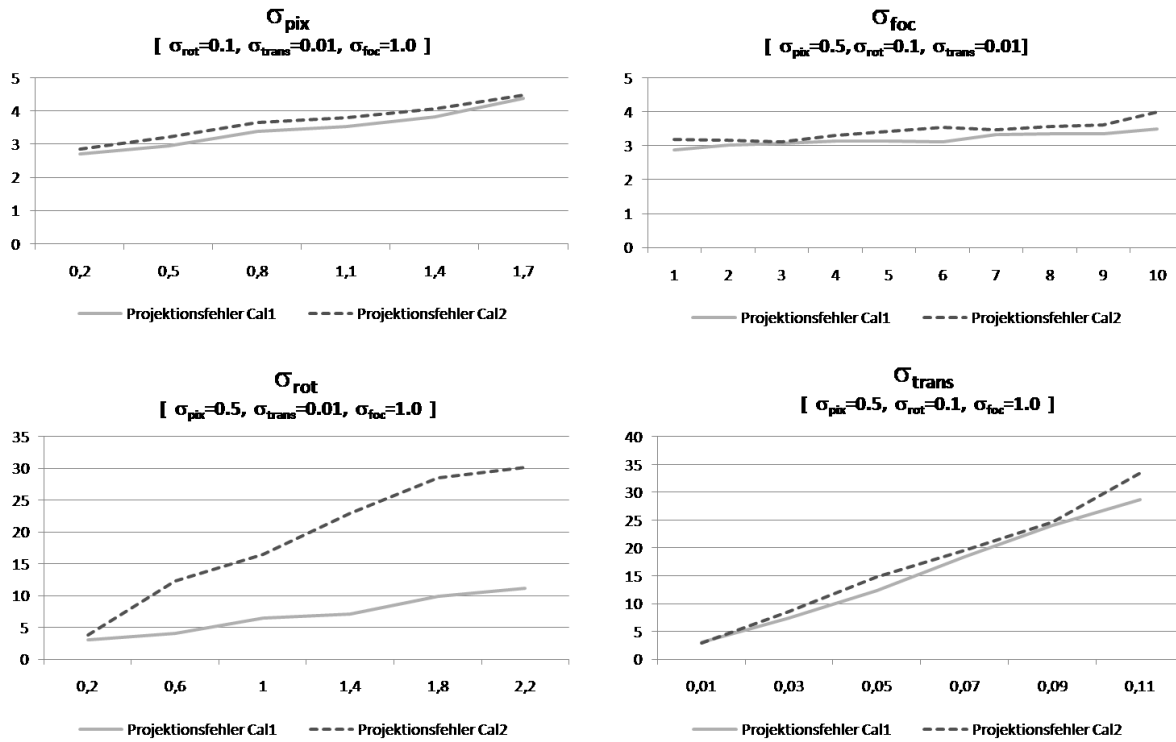 σpix
[ σrot=0.1, σtrans=0.01, σfoc=1.0 ]
5
4
3
2
1
0
0,2 0,5 0,8 1,1 1,4 1,7
Projektionsfehler Cal1 Projektionsfehler Cal2
σfoc
[ σpix=0.5, σrot=0.1, σtrans=0.01]
5
4
3
2
1
0
1 2 3 4 5 6 7 8 9 10
Projektionsfehler Cal1 Projektionsfehler Cal2
σrot
[ σpix=0.5, σtrans=0.01, σfoc=1.0 ]
35
30
25
20
15
10
5
0
0,2 0,6 1 1,4 1,8 2,2
Projektionsfehler Cal1 Projektionsfehler Cal2
σtrans
[ σpix=0.5, σrot=0.1, σfoc=1.0 ]
40
35
30
25
20
15
10
5
0
0,01 0,03 0,05 0,07 0,09 0,11
Projektionsfehler Cal1 Projektionsfehler Cal2